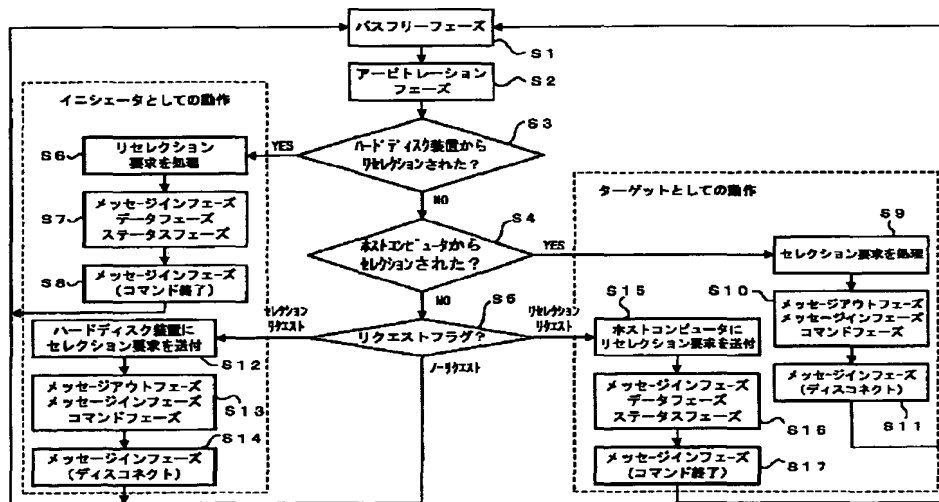 バスフリーフェーズ
S1
アービトレーション
フェーズ
S2
イニシェータとしての動作
ハードディスク装置から
リセレクションされた?
S3
YES
NO
リセレクション
要求を処理
S6
メッセージインフェーズ
データフェーズ
ステータスフェーズ
S7
メッセージインフェーズ
(コマンド終了)
S8
ホストコンピュータから
セレクションされた?
S4
YES
NO
ターゲットとしての動作
S9
セレクション要求を処理
S10
メッセージアウトフェーズ
メッセージインフェーズ
コマンドフェーズ
メッセージインフェーズ
(ディスコネクト)
S11
リクエストフラグ?
S5
セレクション
リクエスト
リセレクション
リクエスト
ノーリクエスト
ハードディスク装置に
セレクション要求を送付
S12
メッセージアウトフェーズ
メッセージインフェーズ
コマンドフェーズ
S13
S14
メッセージインフェーズ
(ディスコネクト)
S15
ホストコンピュータに
リセレクション要求を送付
メッセージインフェーズ
データフェーズ
ステータスフェーズ
S16
メッセージインフェーズ
(コマンド終了)
S17